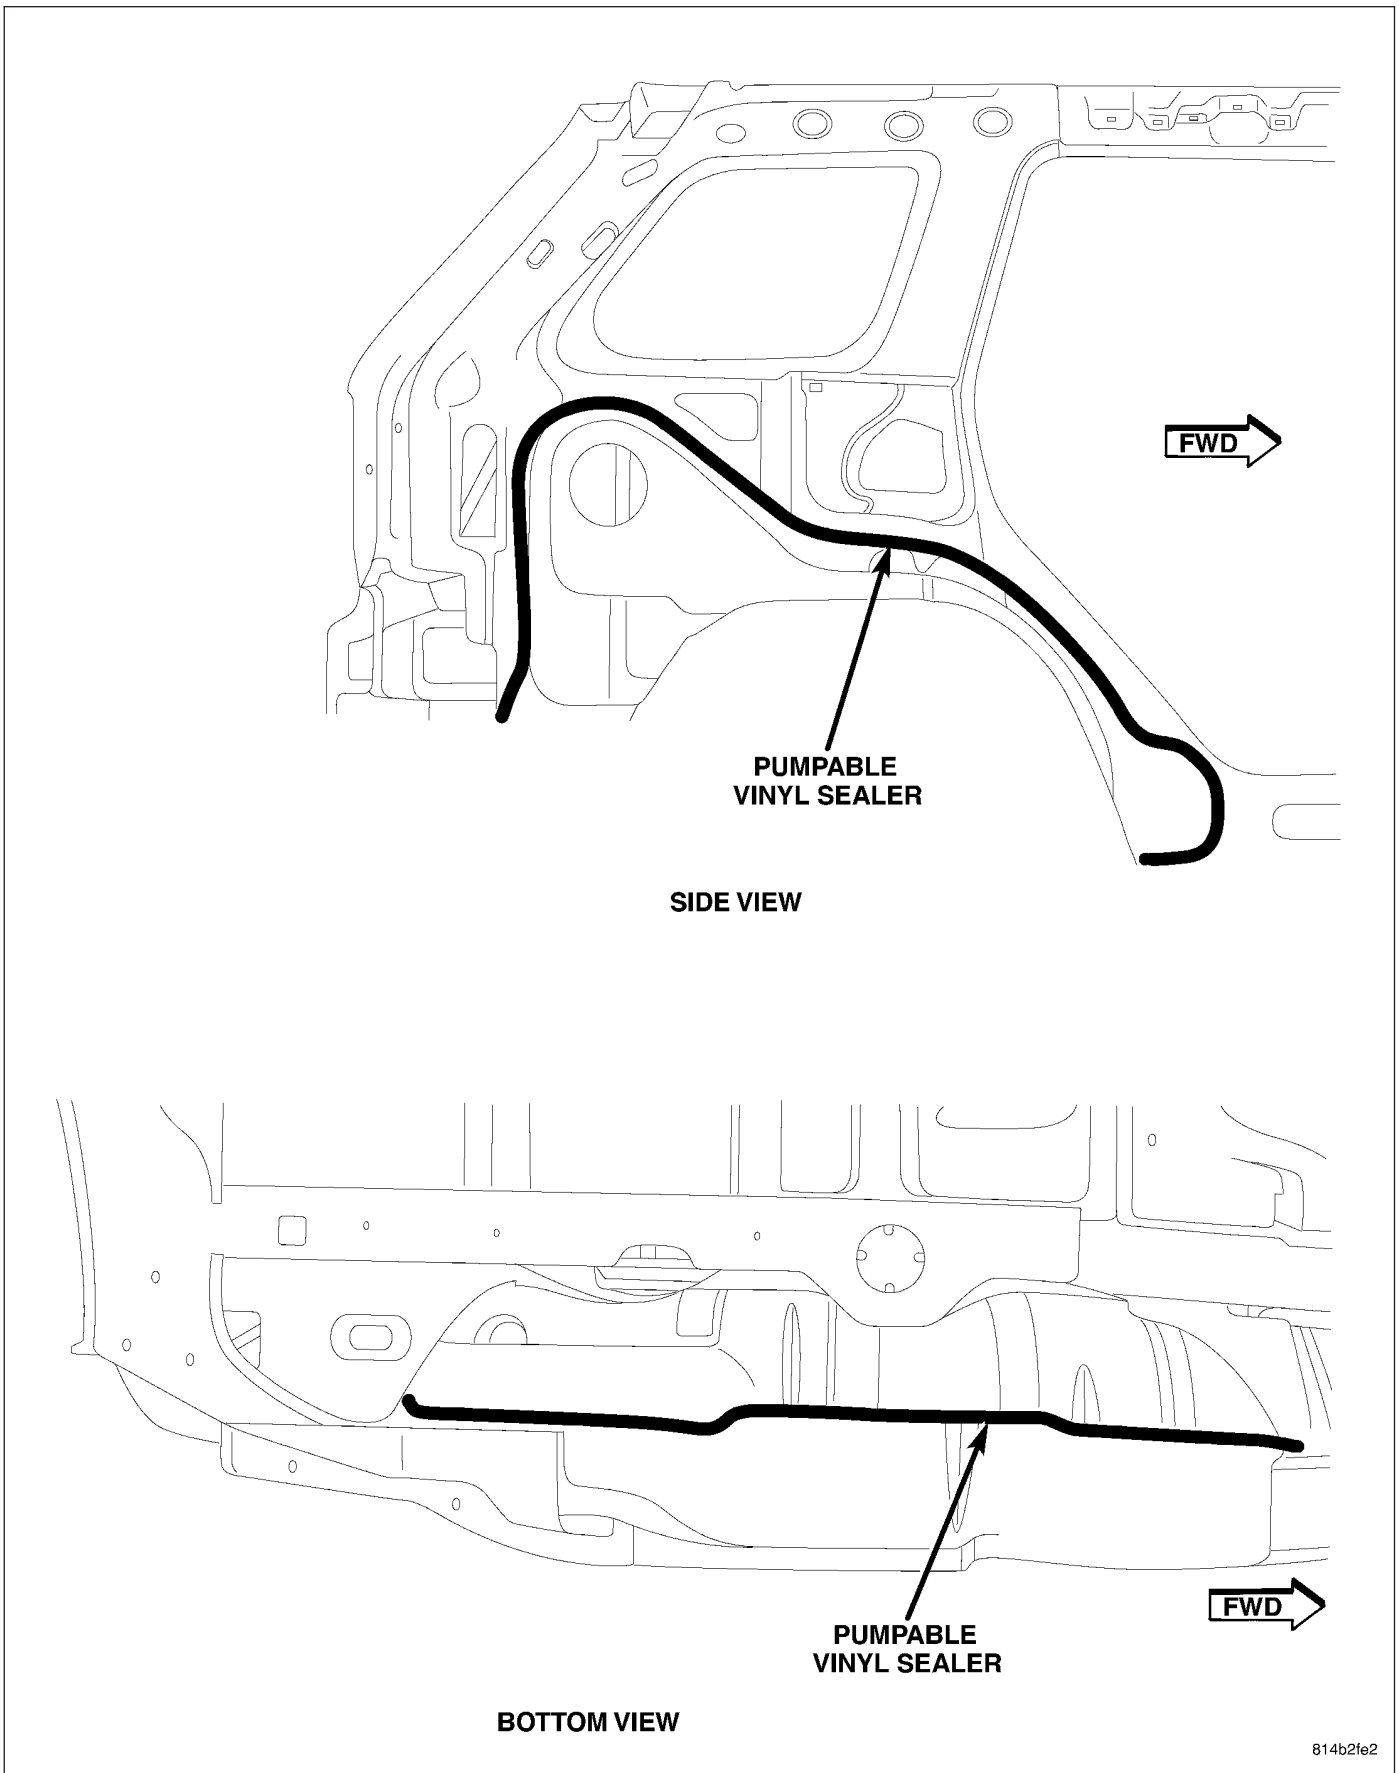 FWD
PUMPABLE
VINYL SEALER
SIDE VIEW
FWD
PUMPABLE
VINYL SEALER
BOTTOM VIEW
814b2fe2